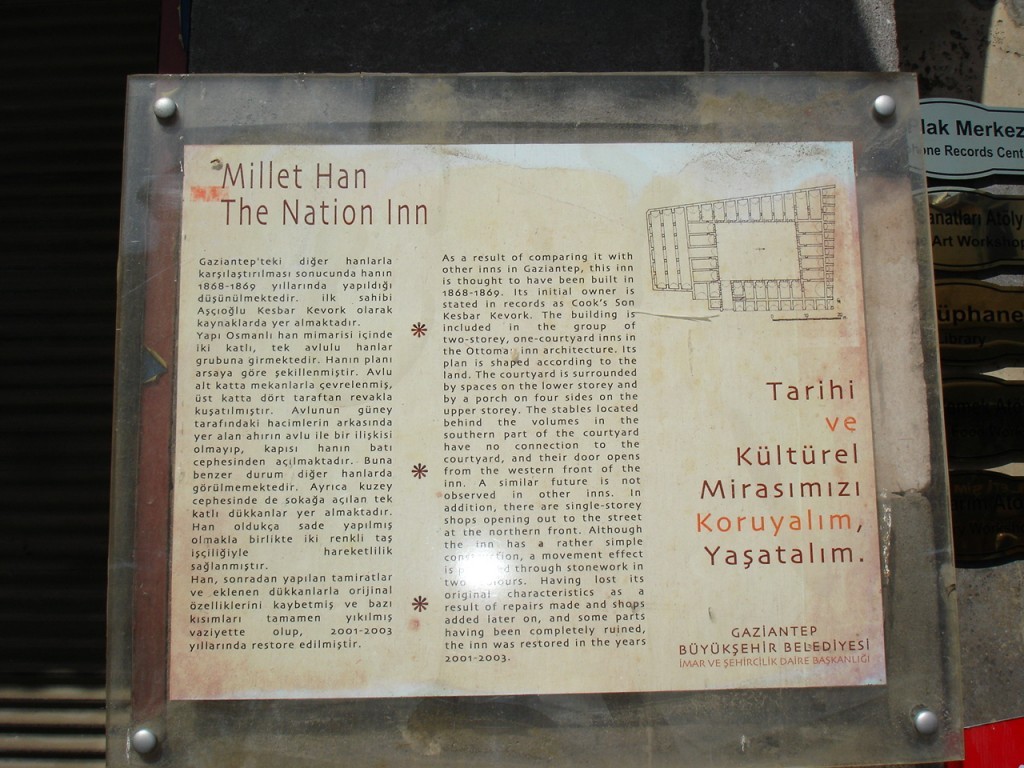 Millet Han
The Nation Inn
Gaziantep'teki diğer hanlarla
karşılaştırılması sonucunda hanın
1868-1869 yıllarında yapıldığı
düşünülmektedir. ilk sahibi
Aşçıoğlu Kesbar Kevork olarak
kaynaklarda yer almaktadır.
Yapı Osmanlı han mimarisi içinde
iki katlı, tek avlulu hanlar
grubuna girmektedir. Hanın planı
arsaya göre şekillenmiştir. Avlu
alt katta mekanlarla çevrelenmiş,
üst katta dört taraftan revakla
kuşatılmıştır. Avlunun güney
tarafındaki hacimlerin arkasında
yer alan ahırın avlu ile bir ilişkisi
olmayıp, kapısı hanın batı
cephesinden açılmaktadır. Buna
benzer durum diğer hanlarda
görülmemektedir. Ayrıca kuzey
cephesinde de sokağa açılan tek
katlı dükkanlar yer almaktadır.
Han oldukça sade yapılmış
olmakla birlikte iki renkli taş
işçiliğiyle hareketlilik
sağlanmıştır.
Han, sonradan yapılan tamiratlar
ve eklenen dükkanlarla orijinal
özelliklerini kaybetmiş ve bazı
kısımları tamamen yıkılmış
vaziyette olup, 2001-2003
yıllarında restore edilmiştir.
As a result of comparing it with
other inns in Gaziantep, this inn
is thought to have been built in
1868-1869. Its initial owner is
stated in records as Cook's Son
Kesbar Kevork. The building is
included in the group of
two-storey, one-courtyard inns in
the Ottoman inn architecture. Its
plan is shaped according to the
land. The courtyard is surrounded
by spaces on the lower storey and
by a porch on four sides on the
upper storey. The stables located
behind the volumes in the
southern part of the courtyard
have no connection to the
courtyard, and their door opens
from the western front of the
inn. A similar future is not
observed in other inns. In
addition, there are single-storey
shops opening out to the street
at the northern front. Although
the inn has a rather simple
construction, a movement effect
is through stonework in
two colours. Having lost its
original characteristics as a
result of repairs made and shops
added later on, and some parts
having been completely ruined,
the inn was restored in the years
2001-2003.
Tarihi
ve
Kültürel
Mirasımızı
Koruyalım,
Yaşatalım.
GAZİANTEP
BÜYÜKŞEHİR BELEDİYESİ
İMAR VE ŞEHİRCİLİK DAİRE BAŞKANLIĞI
lak Merkez
one Records Cent
anatları Atöly
Art Workshop
üphane
ibrary